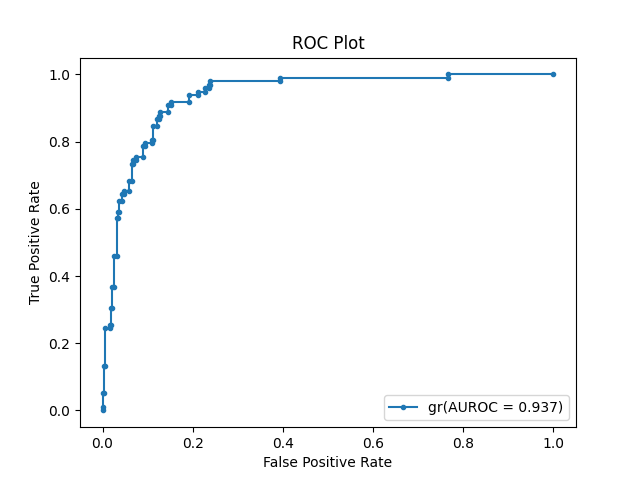 ROC Plot
True Positive Rate
1.0
0.8
0.6
0.4
0.2
0.0
gr(AUROC = 0.937)
0.0 0.2 0.4 0.6 0.8 1.0
False Positive Rate